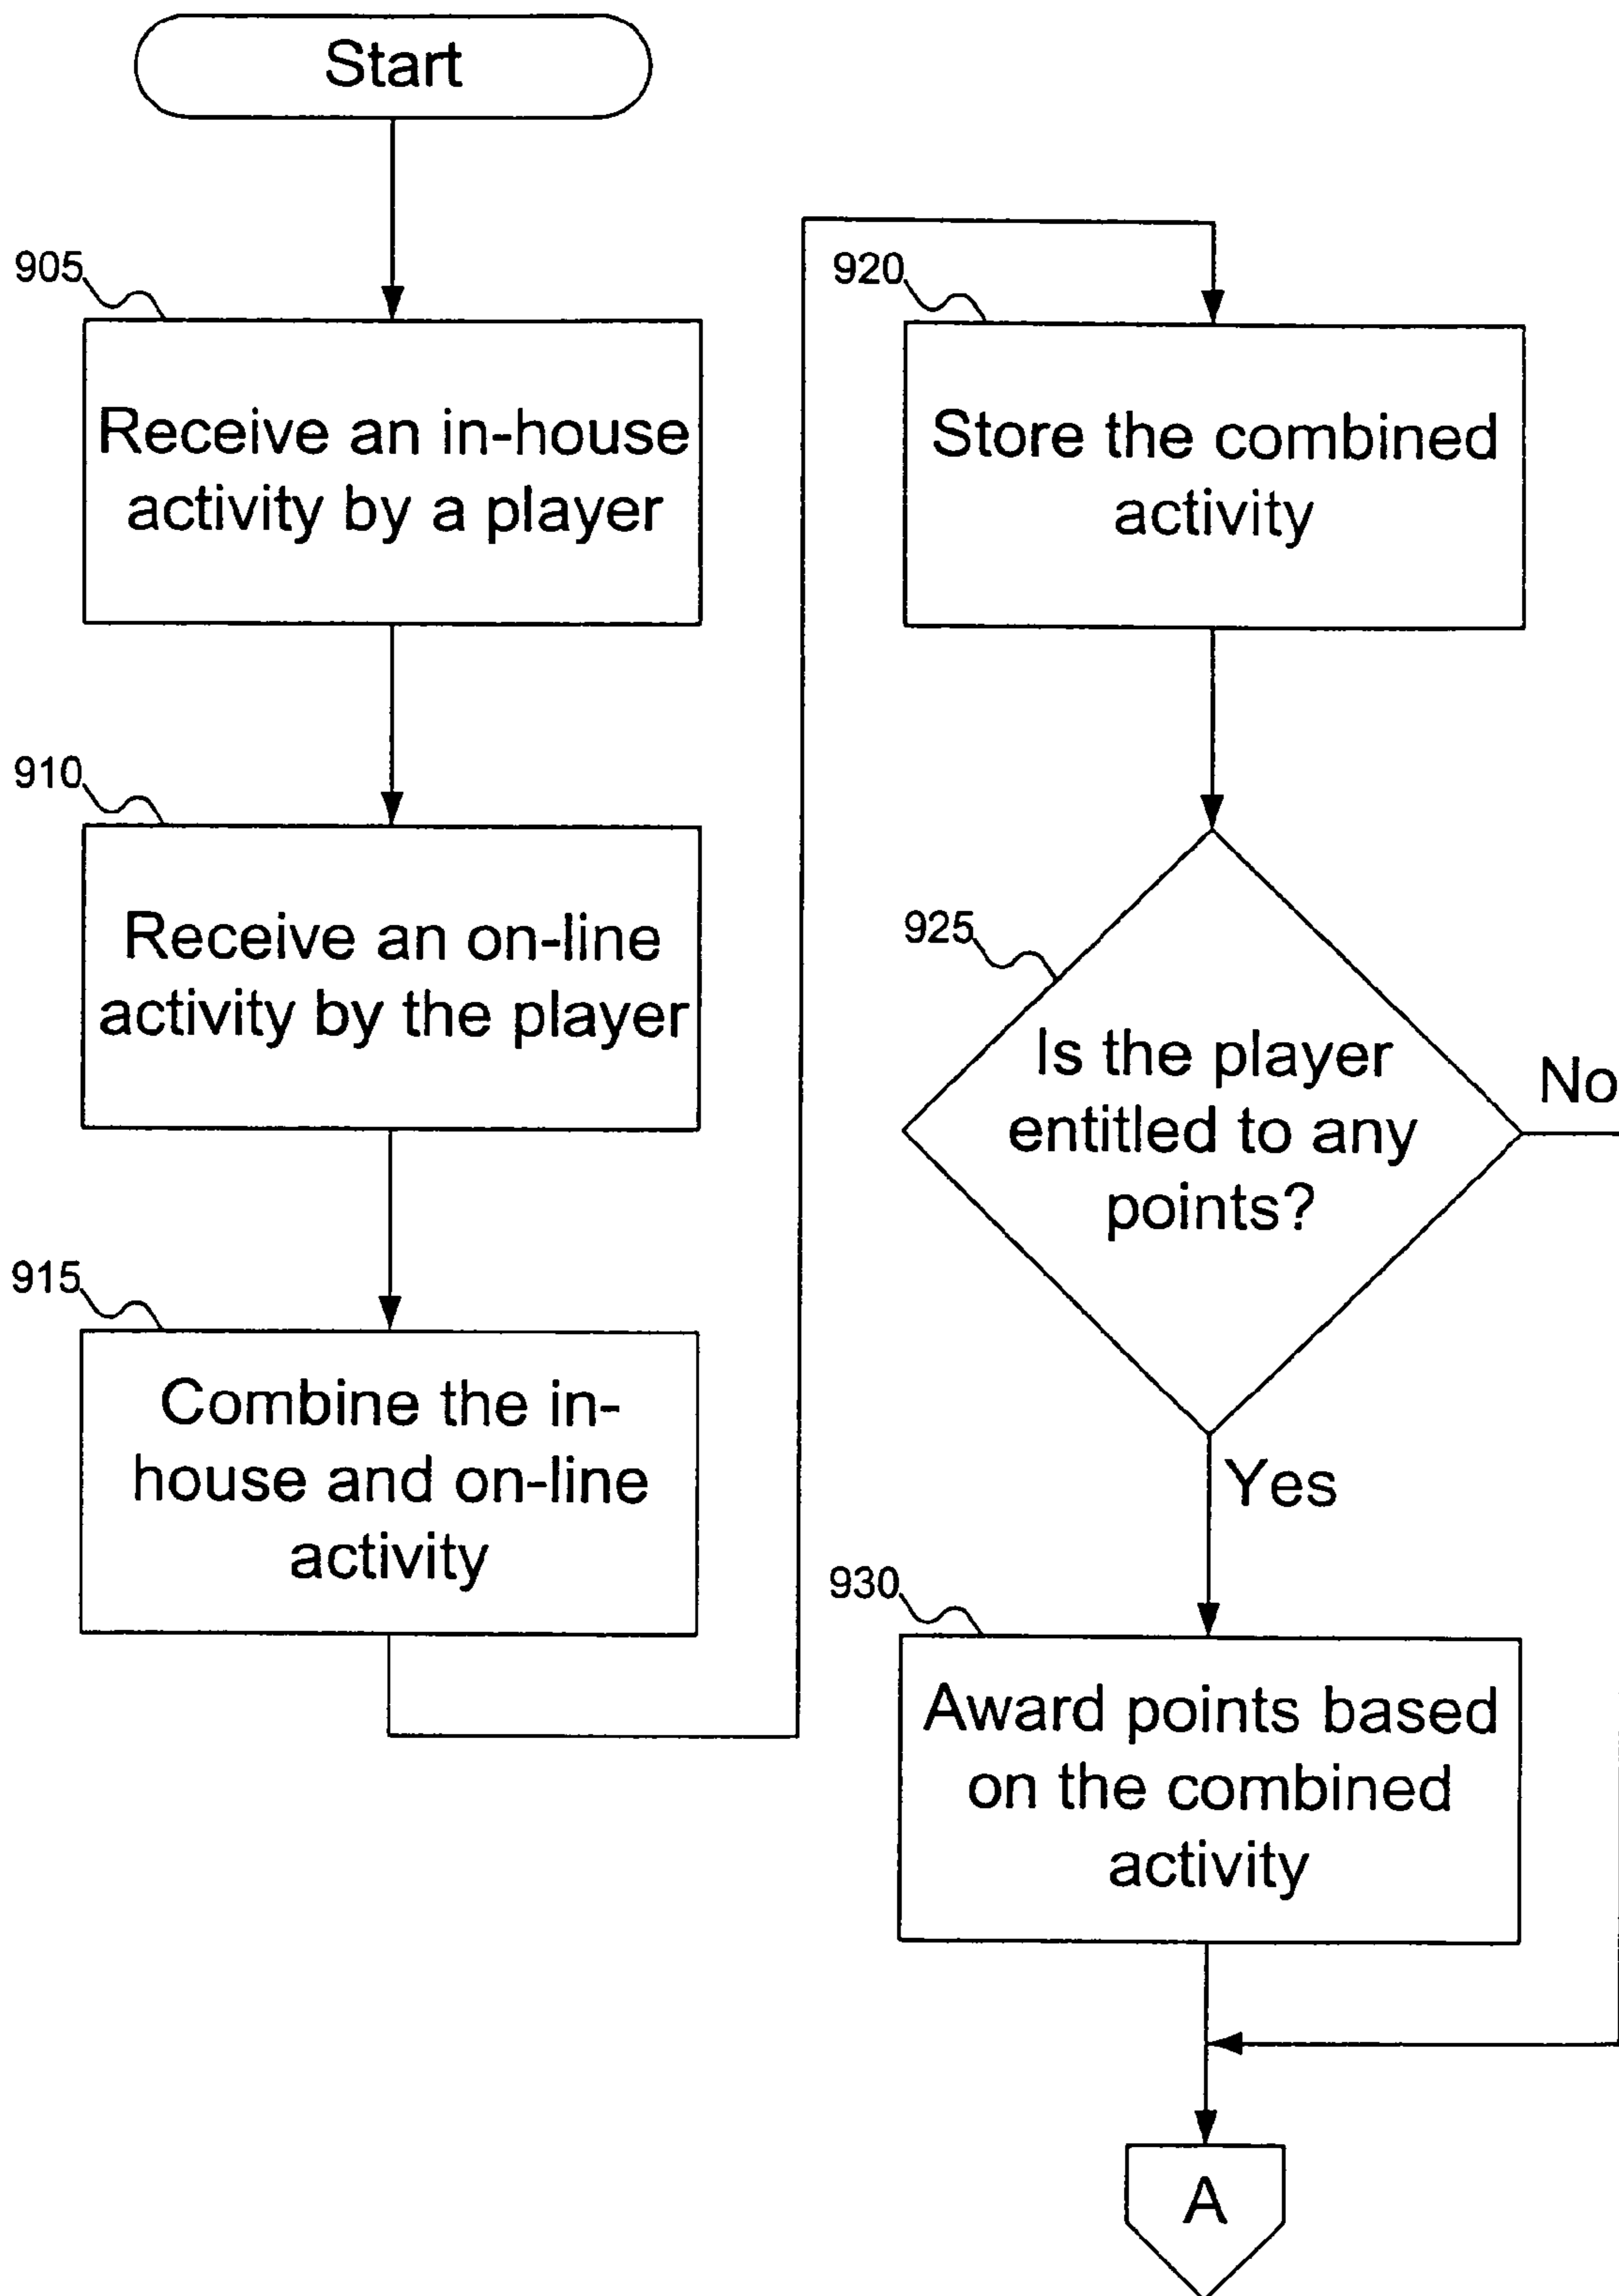 Start
905
Receive an in-house
activity by a player
910
Receive an on-line
activity by the player
915
Combine the in-
house and on-line
activity
920
Store the combined
activity
925
Is the player
entitled to any
points?
No
Yes
930
Award points based
on the combined
activity
A